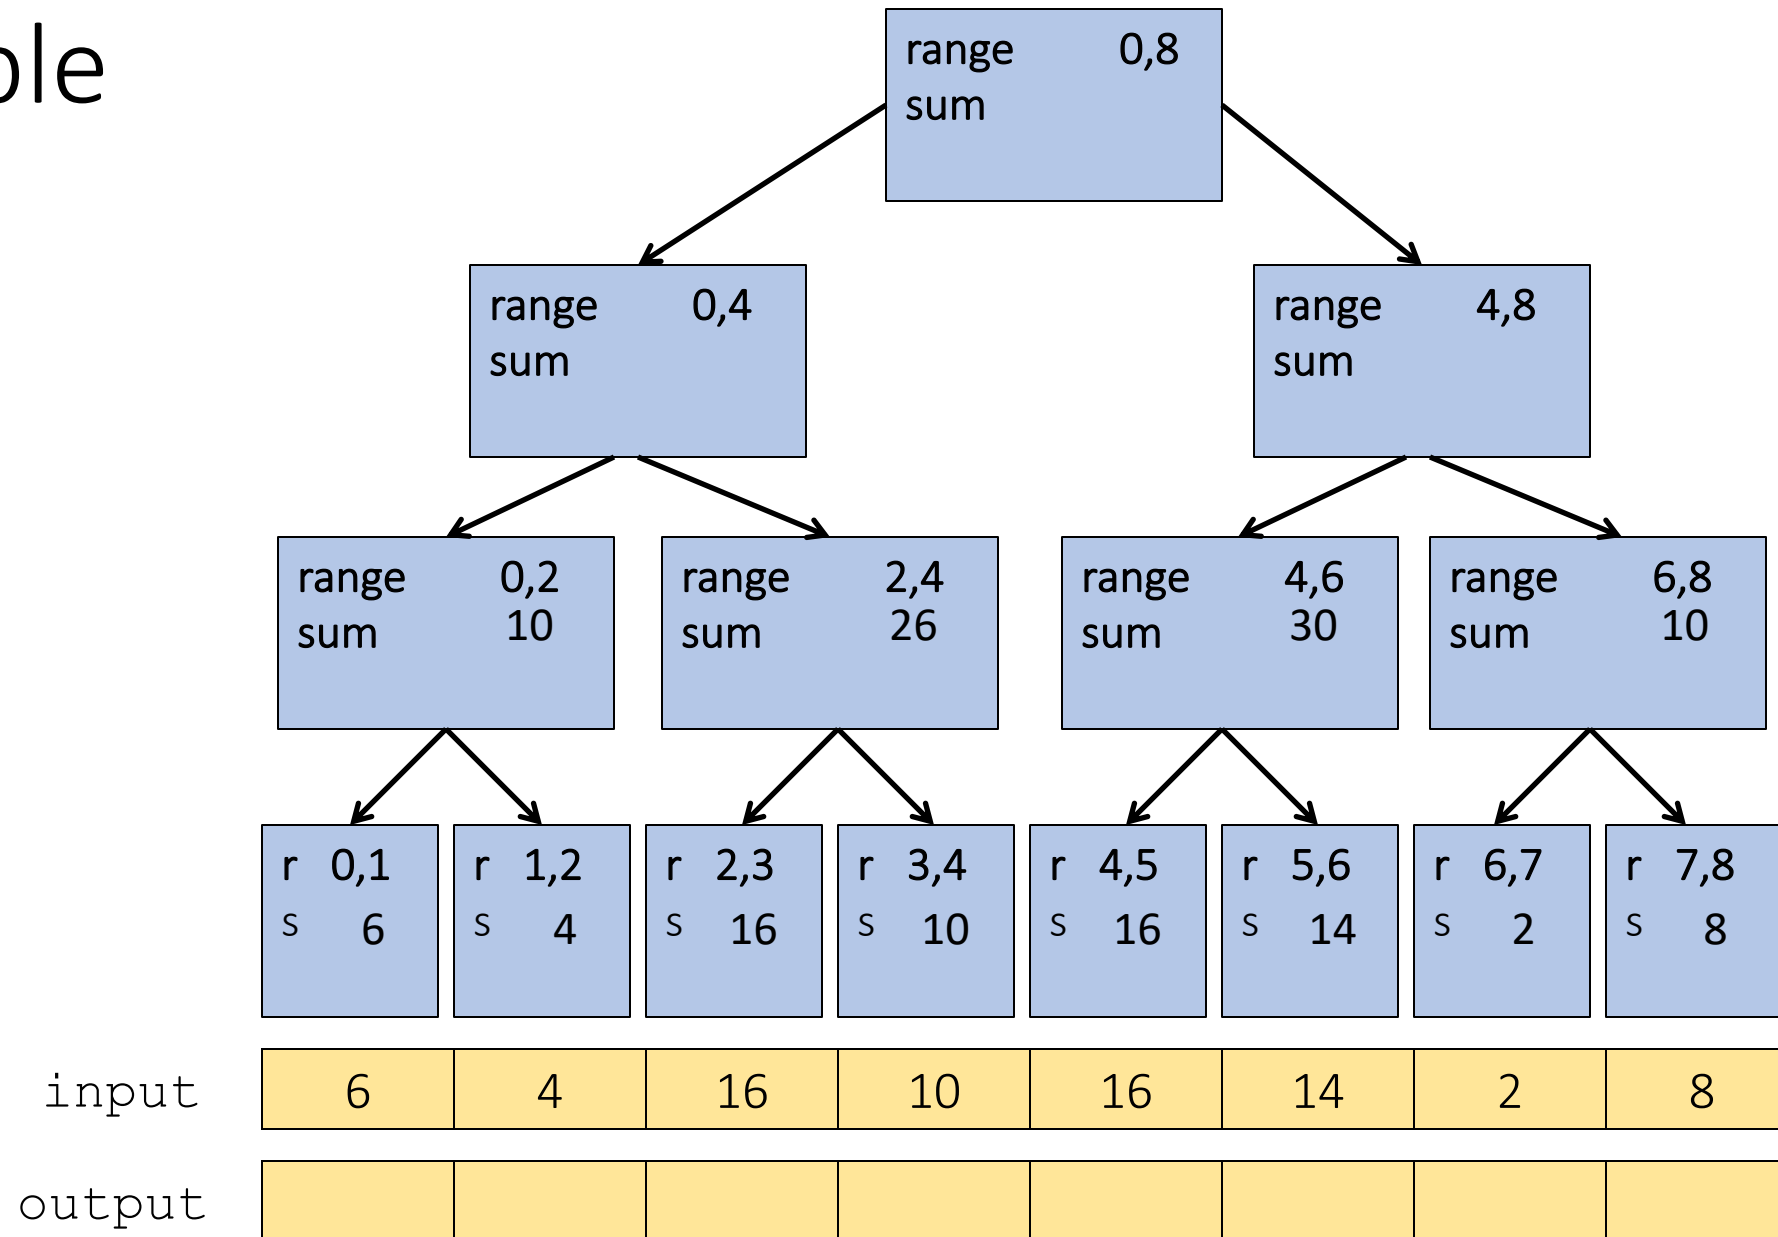 ple
range 0,8
sum
range 0,4
sum
range 4,8
sum
range 0,2
sum 10
range 2,4
sum 26
range 4,6
sum 30
range 6,8
sum 10
r 0,1
s 6
r 1,2
s 4
r 2,3
s 16
r 3,4
s 10
r 4,5
s 16
r 5,6
s 14
r 6,7
s 2
r 7,8
s 8
input 6 4 16 10 16 14 2 8
output